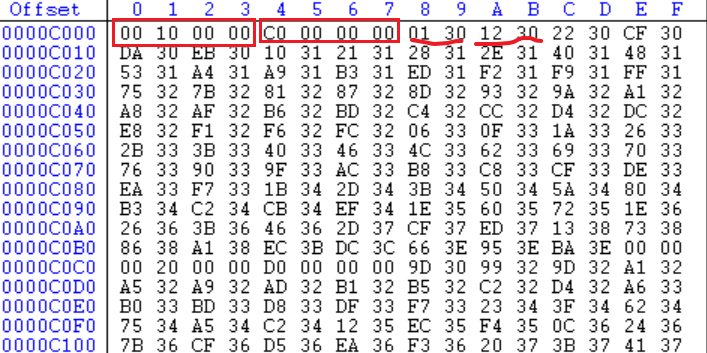 Offset 0 1 2 3 4 5 6 7 8 9 A B C D E F
0000C000 00 10 00 00 C0 00 00 00 01 30 12 30 22 30 CF 30
0000C010 DA 30 EB 30 10 31 21 31 28 31 2E 31 40 31 48 31
0000C020 53 31 A4 31 A9 31 B3 31 ED 31 F2 31 F9 31 FF 31
0000C030 75 32 7B 32 81 32 87 32 8D 32 93 32 9A 32 A1 32
0000C040 A8 32 AF 32 B6 32 BD 32 C4 32 CC 32 D4 32 DC 32
0000C050 E8 32 F1 32 F6 32 FC 32 06 33 0F 33 1A 33 26 33
0000C060 2B 33 3B 33 40 33 46 33 4C 33 62 33 69 33 70 33
0000C070 76 33 90 33 9F 33 AC 33 B8 33 C8 33 CF 33 DE 33
0000C080 EA 33 F7 33 1B 34 2D 34 3B 34 50 34 5A 34 80 34
0000C090 B3 34 C2 34 CB 34 EF 34 1E 35 60 35 72 35 1E 36
0000C0A0 26 36 3B 36 46 36 2D 37 CF 37 ED 37 13 38 73 38
0000C0B0 86 38 A1 38 EC 3B DC 3C 66 3E 95 3E BA 3E 00 00
0000C0C0 00 20 00 00 D0 00 00 00 9D 30 99 32 9D 32 A1 32
0000C0D0 A5 32 A9 32 AD 32 B1 32 B5 32 C2 32 D4 32 A6 33
0000C0E0 B0 33 BD 33 D8 33 DF 33 F7 33 23 34 3F 34 62 34
0000C0F0 75 34 A5 34 C2 34 12 35 EC 35 F4 35 0C 36 24 36
0000C100 7B 36 CF 36 D5 36 EA 36 F3 36 20 37 3B 37 41 37